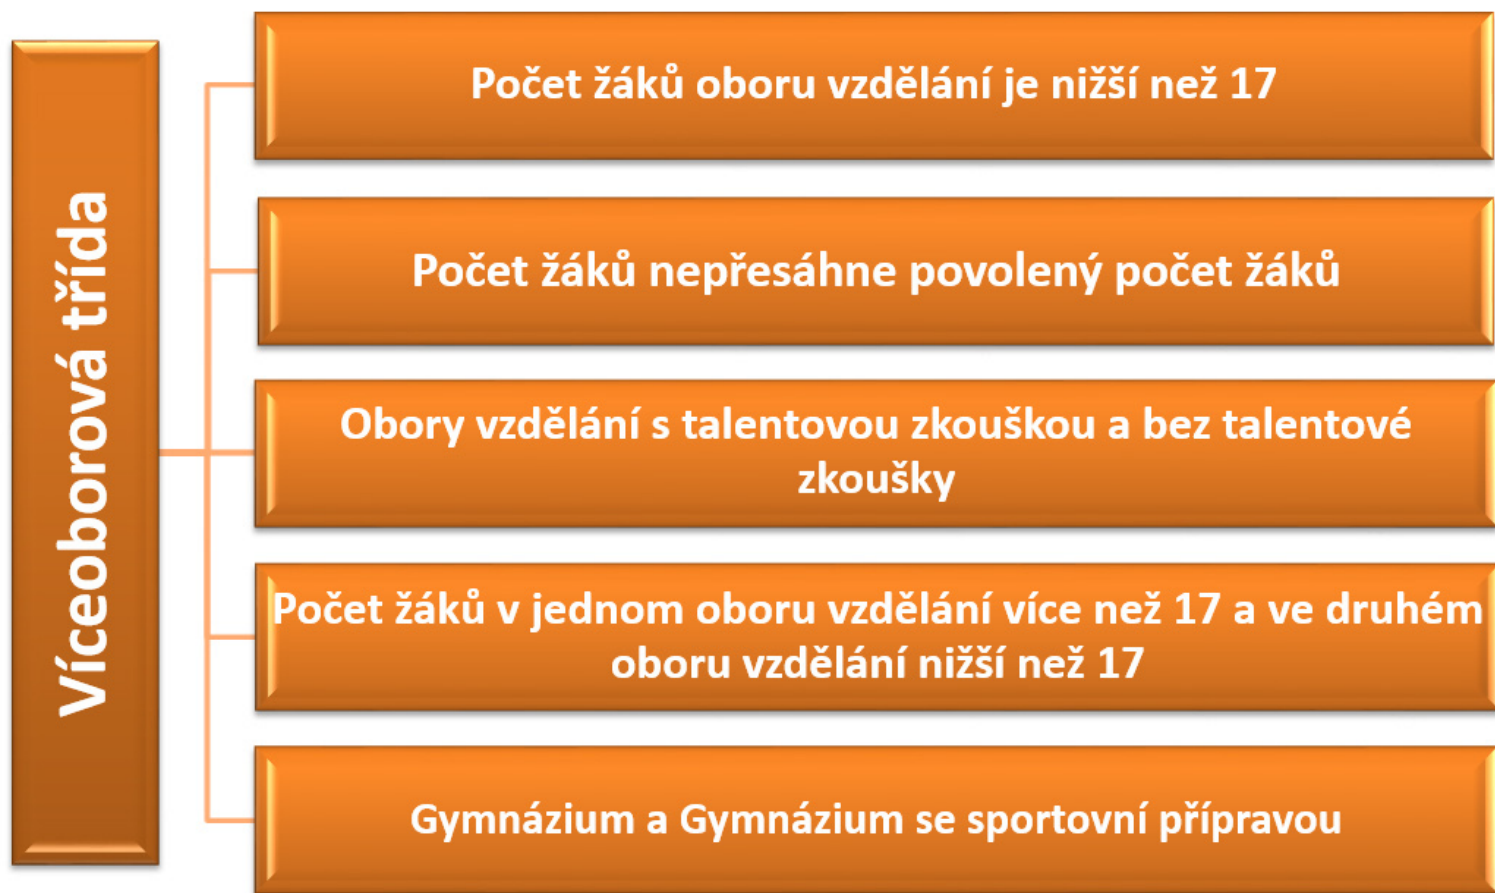 Víceoborová třída
Počet žáků oboru vzdělání je nižší než 17
Počet žáků nepřesáhne povolený počet žáků
Obory vzdělání s talentovou zkouškou a bez talentové
zkoušky
Počet žáků v jednom oboru vzdělání více než 17 a ve druhém
oboru vzdělání nižší než 17
Gymnázium a Gymnázium se sportovní přípravou